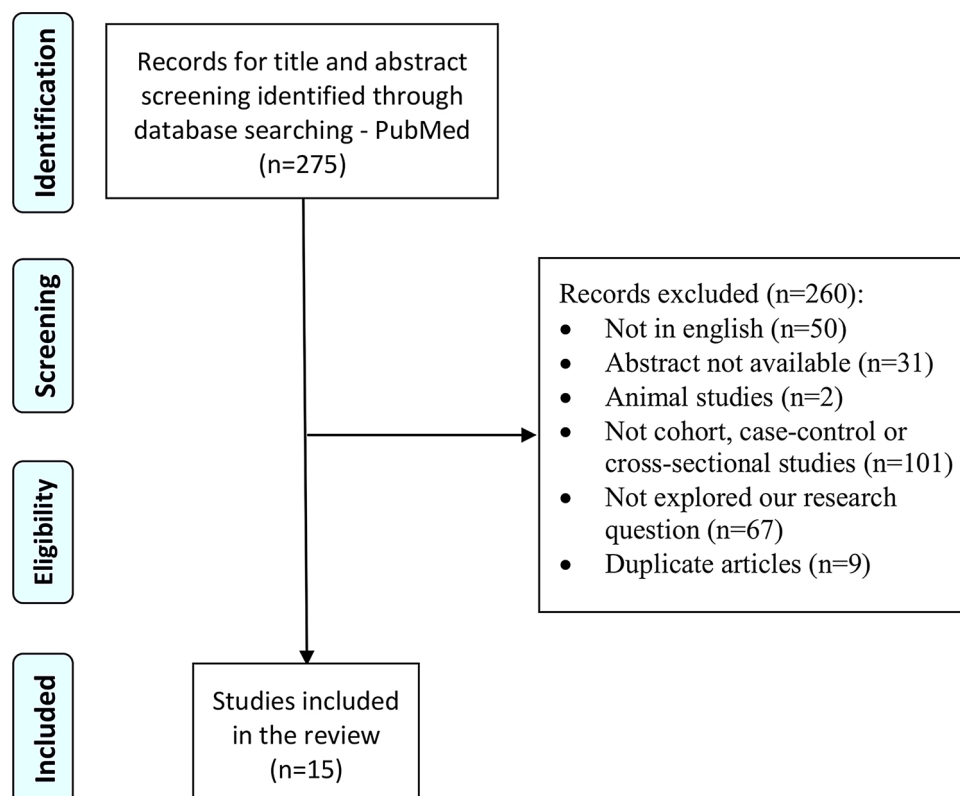 Identification
Records for title and abstract
screening identified through
database searching - PubMed
(n=275)
Screening
Records excluded (n=260):
• Not in english (n=50)
• Abstract not available (n=31)
• Animal studies (n=2)
• Not cohort, case-control or
cross-sectional studies (n=101)
• Not explored our research
question (n=67)
• Duplicate articles (n=9)
Eligibility
Included
Studies included
in the review
(n=15)